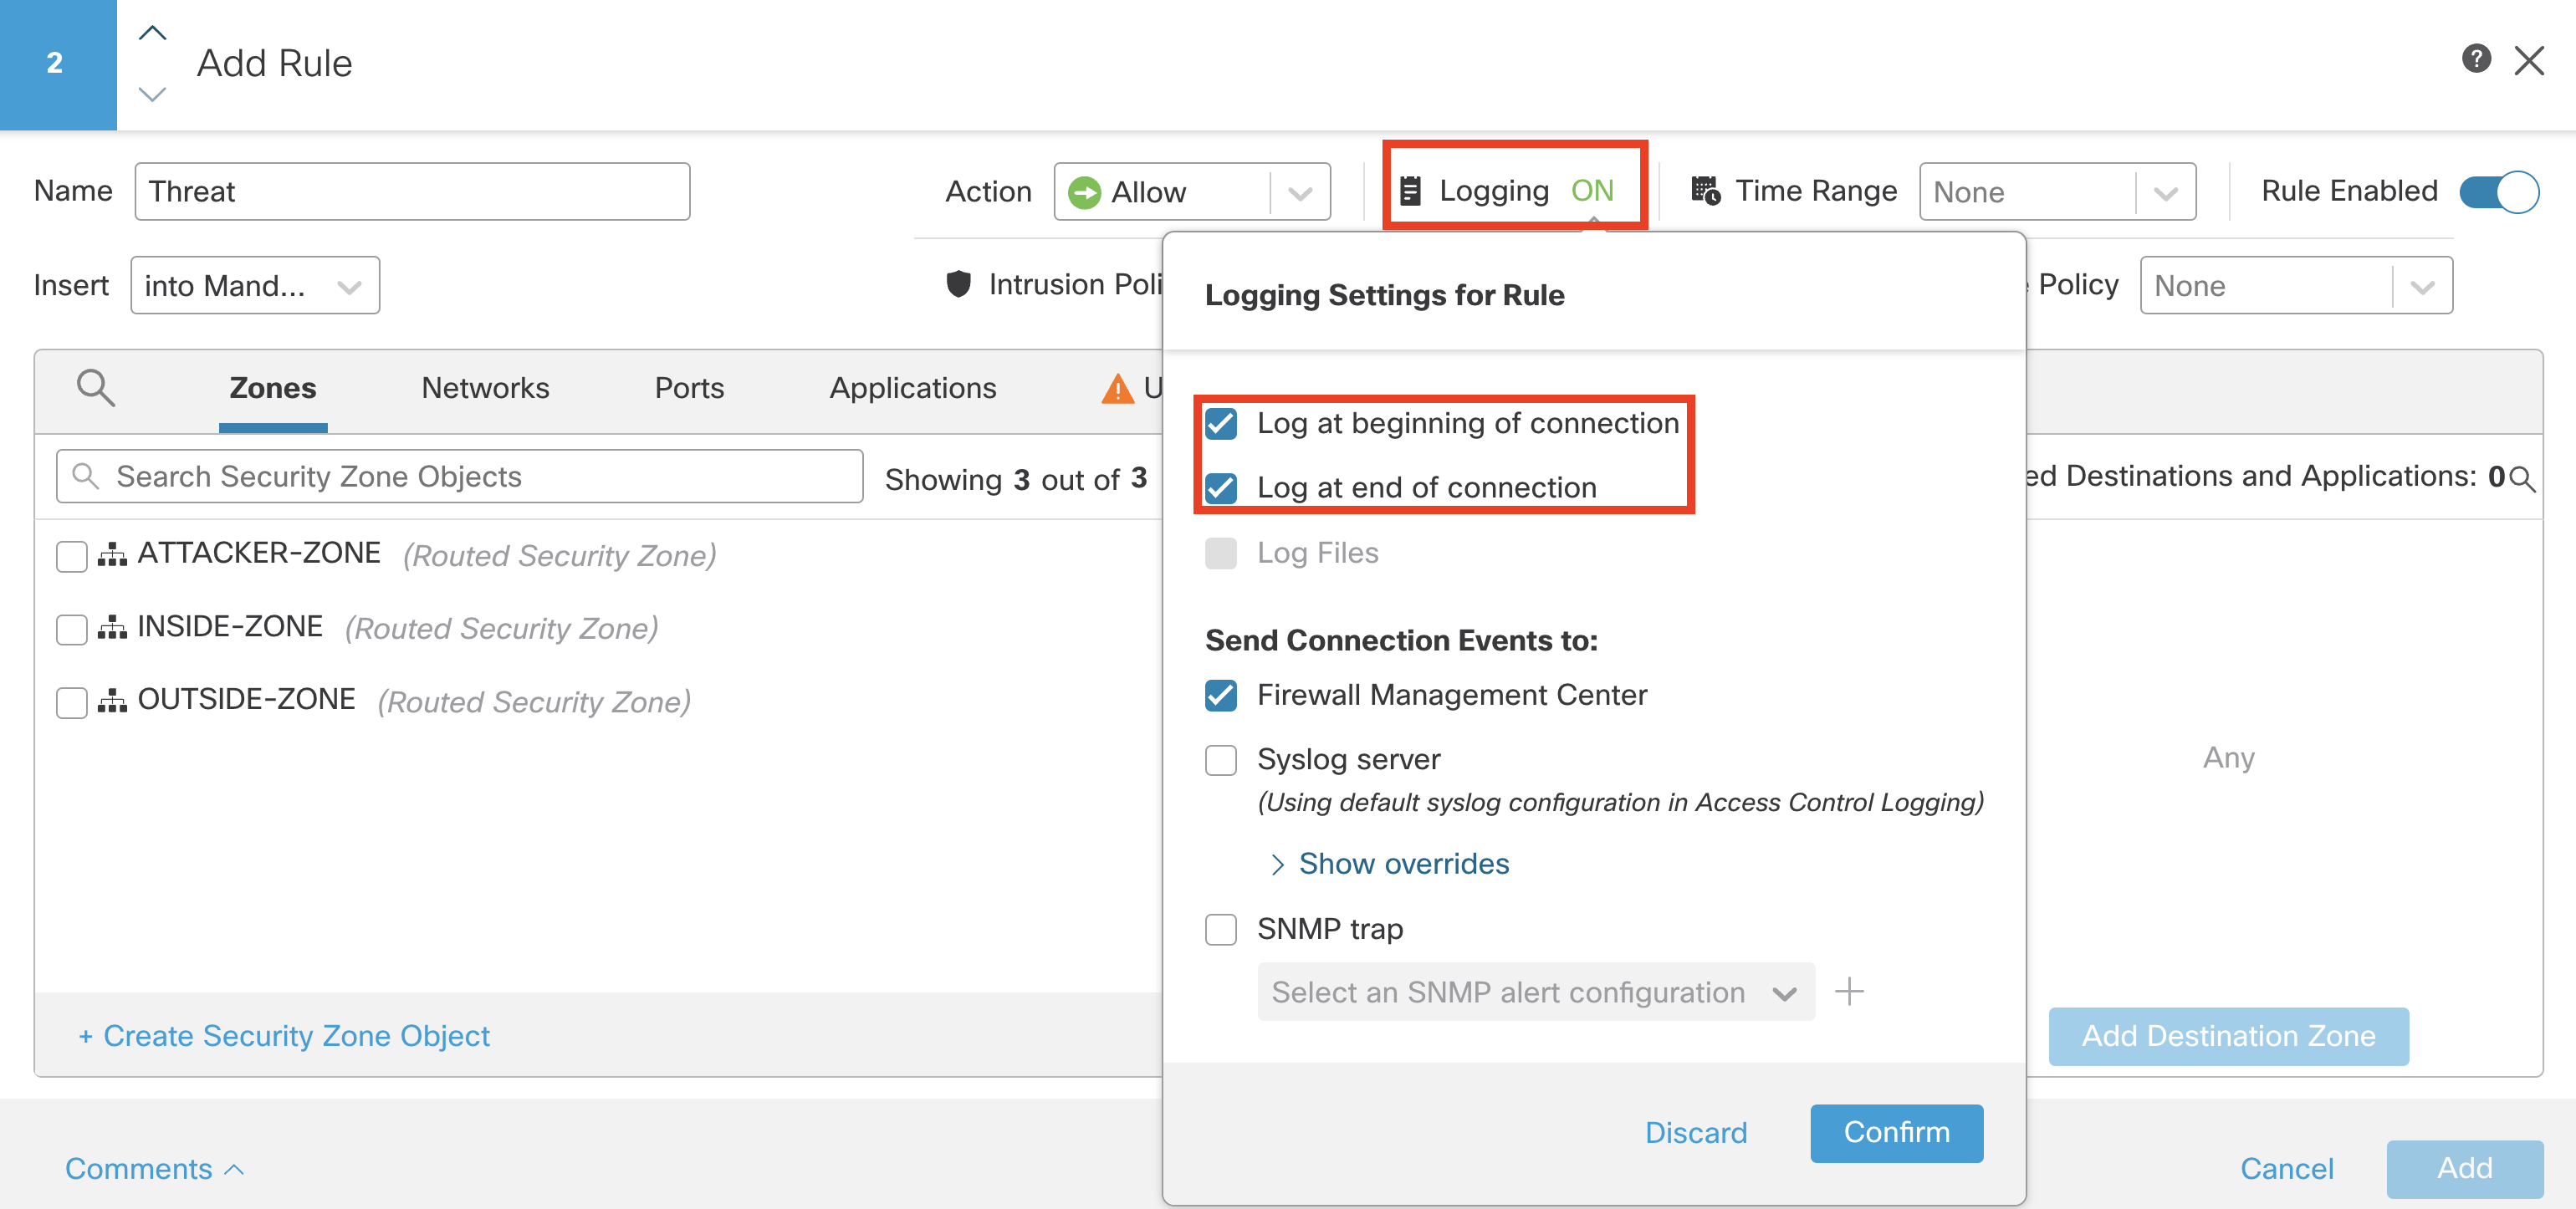 2
Add Rule
?
Name
Threat
Action
Allow
Logging ON
Time Range
None
Rule Enabled
Insert
into Mand...
Intrusion Poli
Policy
None
Logging Settings for Rule
Zones
Networks
Ports
Applications
U
Log at beginning of connection
Search Security Zone Objects
Showing 3 out of 3
Log at end of connection
ed Destinations and Applications: 0
ATTACKER-ZONE (Routed Security Zone)
Log Files
INSIDE-ZONE (Routed Security Zone)
Send Connection Events to:
OUTSIDE-ZONE (Routed Security Zone)
Firewall Management Center
Syslog server
(Using default syslog configuration in Access Control Logging)
Any
> Show overrides
SNMP trap
Select an SNMP alert configuration
+ Create Security Zone Object
Add Destination Zone
Discard
Confirm
Comments
Cancel
Add